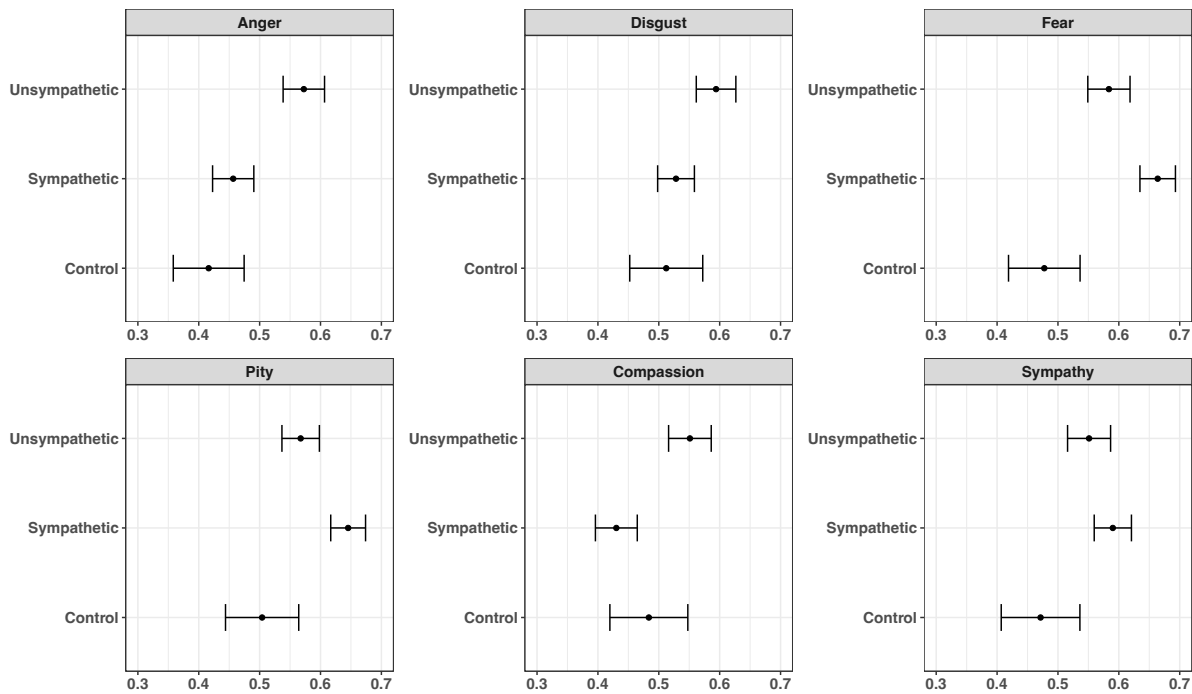 Anger
Disgust
Fear
Unsympathetic
Sympathetic
Control
0.3 0.4 0.5 0.6 0.7
Unsympathetic
Sympathetic
Control
0.3 0.4 0.5 0.6 0.7
Unsympathetic
Sympathetic
Control
0.3 0.4 0.5 0.6 0.7
Pity
Compassion
Sympathy
Unsympathetic
Sympathetic
Control
0.3 0.4 0.5 0.6 0.7
Unsympathetic
Sympathetic
Control
0.3 0.4 0.5 0.6 0.7
Unsympathetic
Sympathetic
Control
0.3 0.4 0.5 0.6 0.7